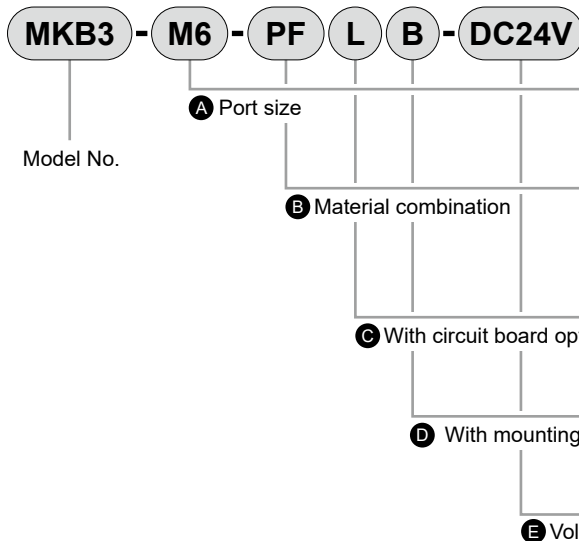 MKB3 - M6 - PF L B - DC24V
A Port size
Model No.
B Material combination
C With circuit board
D With mounting
E